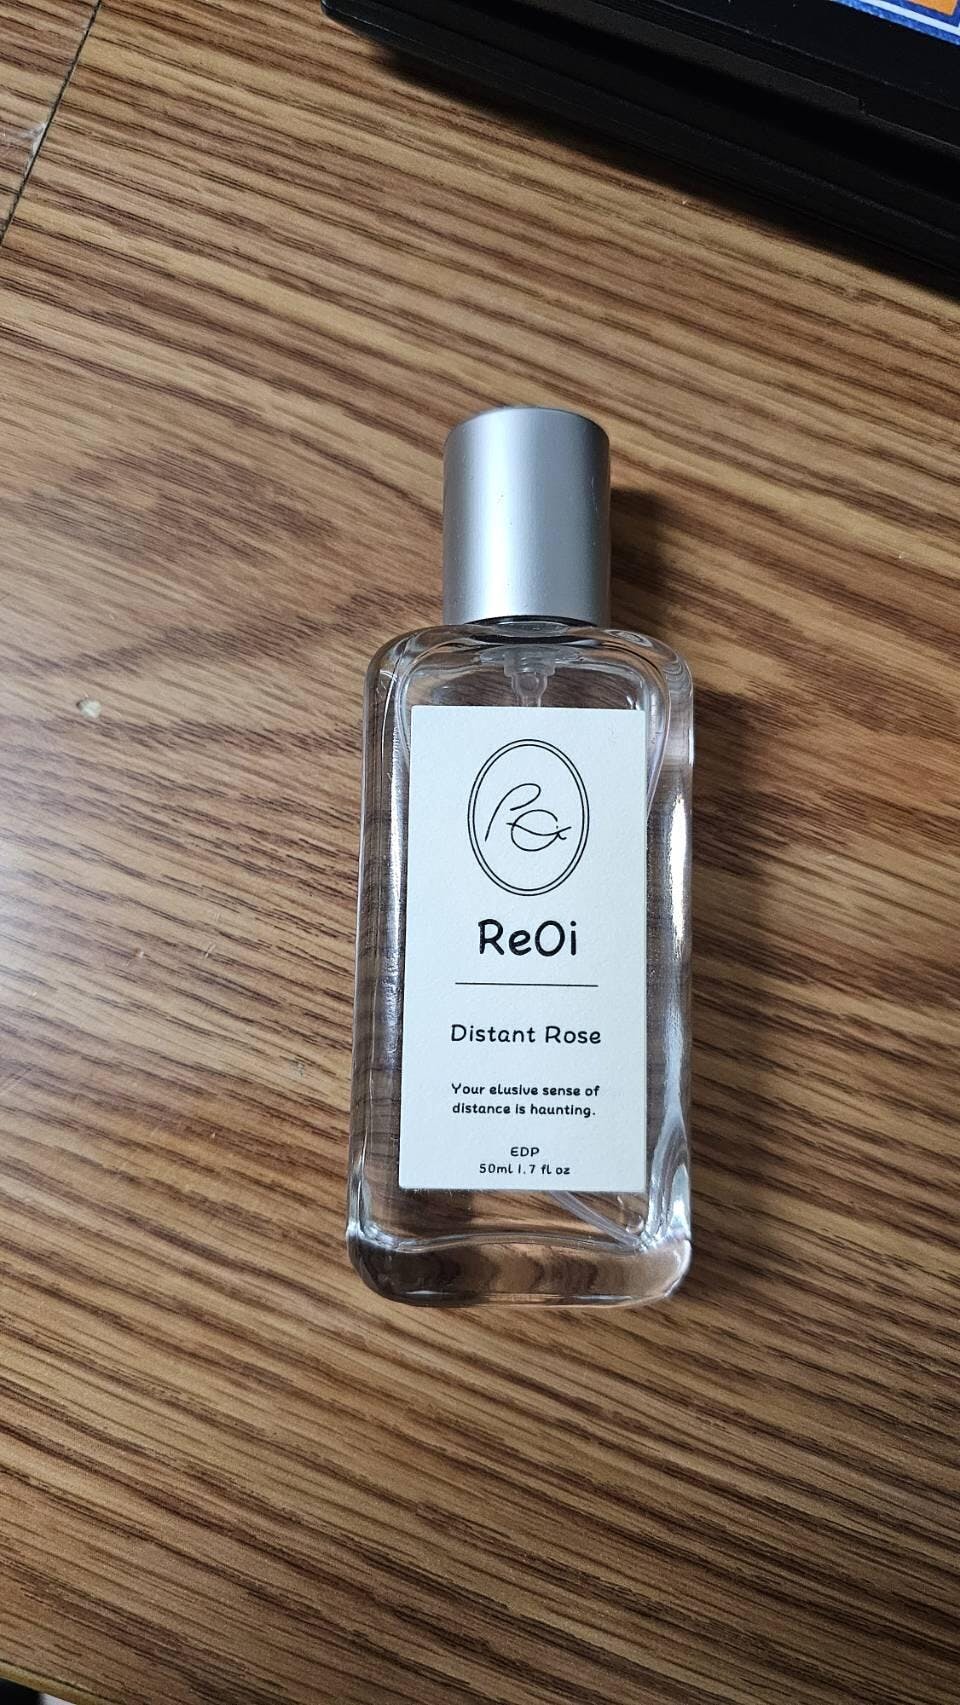 ReOi
Distant Rose
Your elusive sense of
distance is haunting.
EDP
50ml 1.7 fl oz